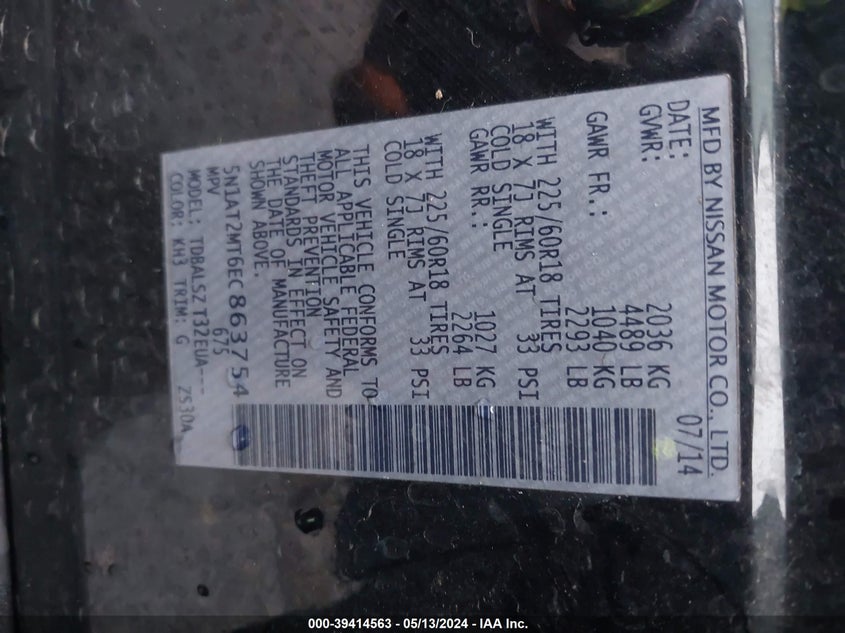 MFD BY NISSAN MOTOR CO., LTD.
DATE: 07/14
GVWR: 2036 KG
4489 LB
GAWR FR.: 1040 KG
2293 LB
WITH 225/60R18 TIRES
18 X 7J RIMS AT 33 PSI
COLD SINGLE
GAWR RR.: 1027 KG
2264 LB
WITH 225/60R18 TIRES
18 X 7J RIMS AT 33 PSI
COLD SINGLE
THIS VEHICLE CONFORMS TO
ALL APPLICABLE FEDERAL
MOTOR VEHICLE SAFETY AND
THEFT PREVENTION
STANDARDS IN EFFECT ON
THE DATE OF MANUFACTURE
SHOWN ABOVE.
5N1AT2MT6EC863754
MPV 675
MODEL: TDBALSZ T32EUA---
COLOR: KH3 TRIM: G 2530A
000-39414563 - 05/13/2024 - IAA Inc.